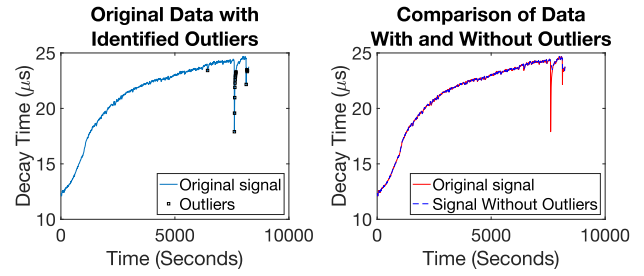 Original Data with
Identified Outliers
Decay Time (μs)
25
20
15
10
Original signal
Outliers
0
5000
10000
Time (Seconds)
Comparison of Data
With and Without Outliers
Decay Time (μs)
25
20
15
10
Original signal
Signal Without Outliers
0
5000
10000
Time (Seconds)